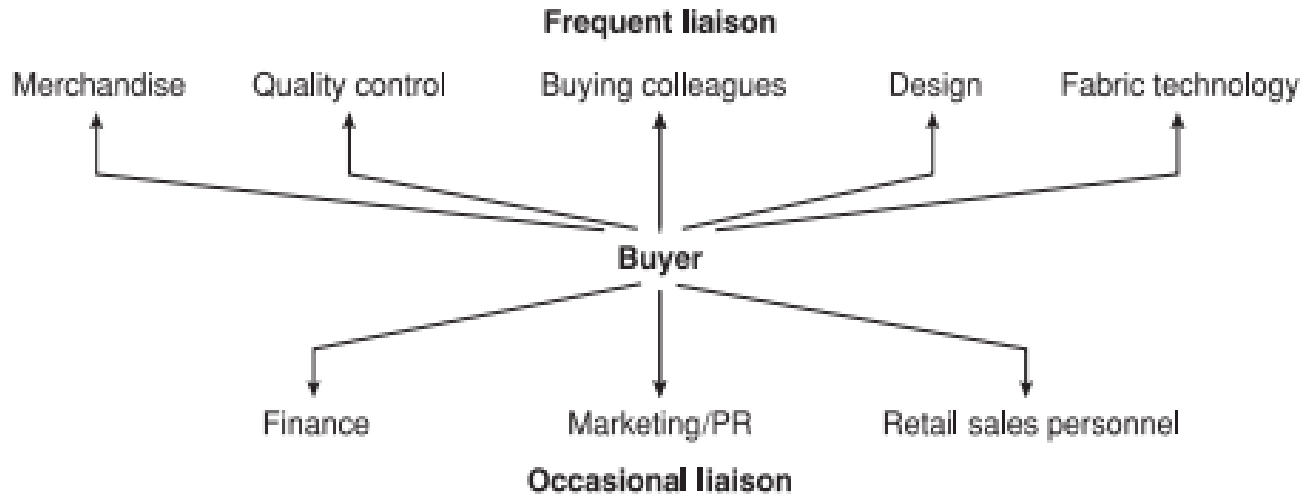 Frequent liaison
Merchandise Quality control Buying colleagues Design Fabric technology
Buyer
Finance Marketing/PR Retail sales personnel
Occasional liaison